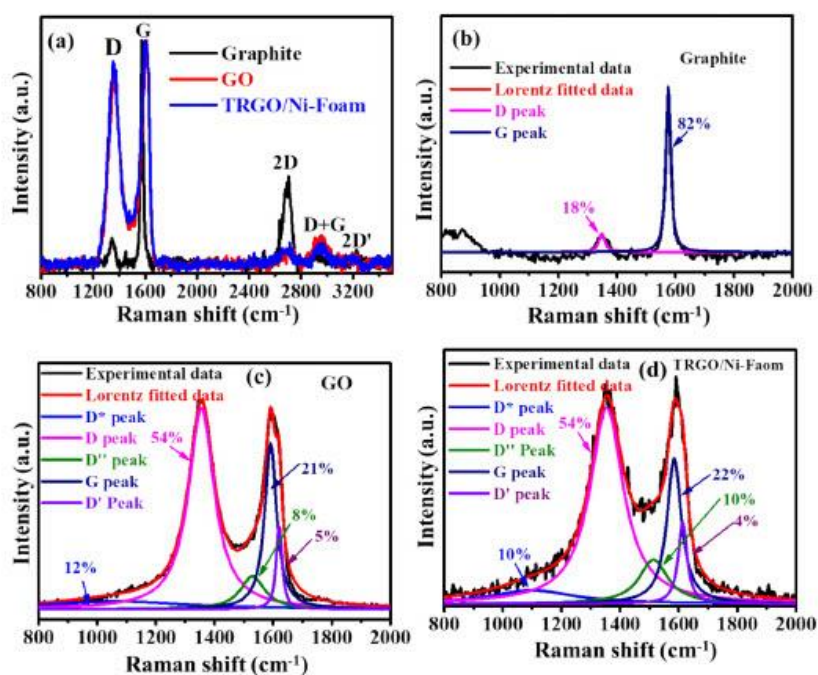 (a)
D
G
Graphite
GO
TRGO/Ni-Foam
2D
D+G
2D'
Intensity (a.u.)
800 1200 1600 2000 2400 2800 3200
Raman shift (cm-1)
(b)
Graphite
Experimental data
Lorentz fitted data
D peak
G peak
82%
18%
Intensity (a.u.)
800 1000 1200 1400 1600 1800 2000
Raman shift (cm-1)
(c)
GO
Experimental data
Lorentz fitted data
D* peak
D peak
D'' peak
G peak
D' Peak
54%
21%
8%
5%
12%
Intensity (a.u.)
800 1000 1200 1400 1600 1800 2000
Raman shift (cm-1)
(d)
TRGO/Ni-Faom
Experimental data
Lorentz fitted data
D* peak
D peak
D'' Peak
G peak
D' peak
54%
22%
10%
4%
10%
Intensity (a.u.)
800 1000 1200 1400 1600 1800 2000
Raman shift (cm-1)